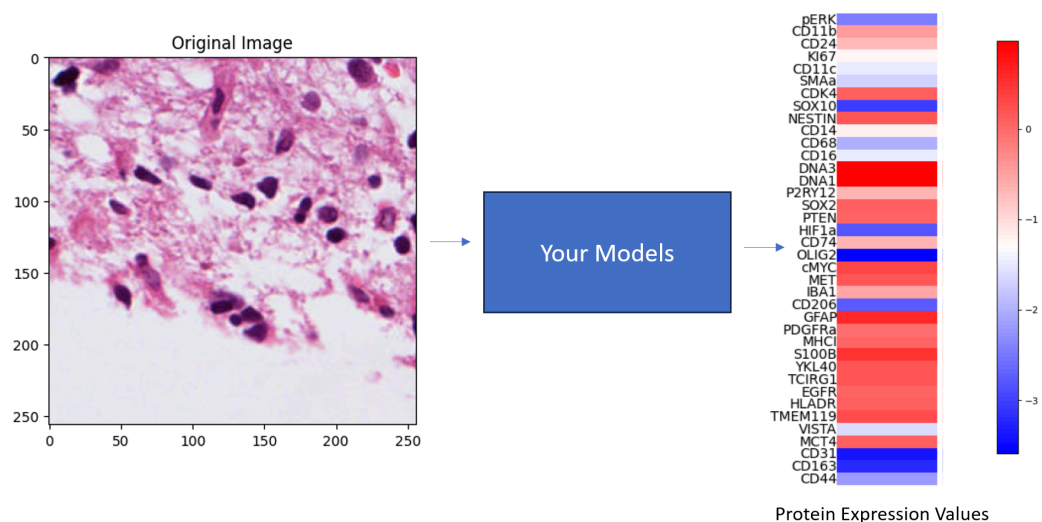 Original Image
0
50
100
150
200
250
0
50
100
150
200
250
Your Models
pERK
CD11b
CD24
KI67
CD11c
SMAa
CDK4
SOX10
NESTIN
CD14
CD68
CD16
DNA3
DNA1
P2RY12
SOX2
PTEN
HIF1a
CD74
OLIG2
cMYC
MET
IBA1
CD206
GFAP
PDGFRa
MHCI
S100B
YKL40
TCIRG1
EGFR
HLADR
TMEM119
VISTA
MCT4
CD31
CD163
CD44
0
−1
−2
−3
Protein Expression Values